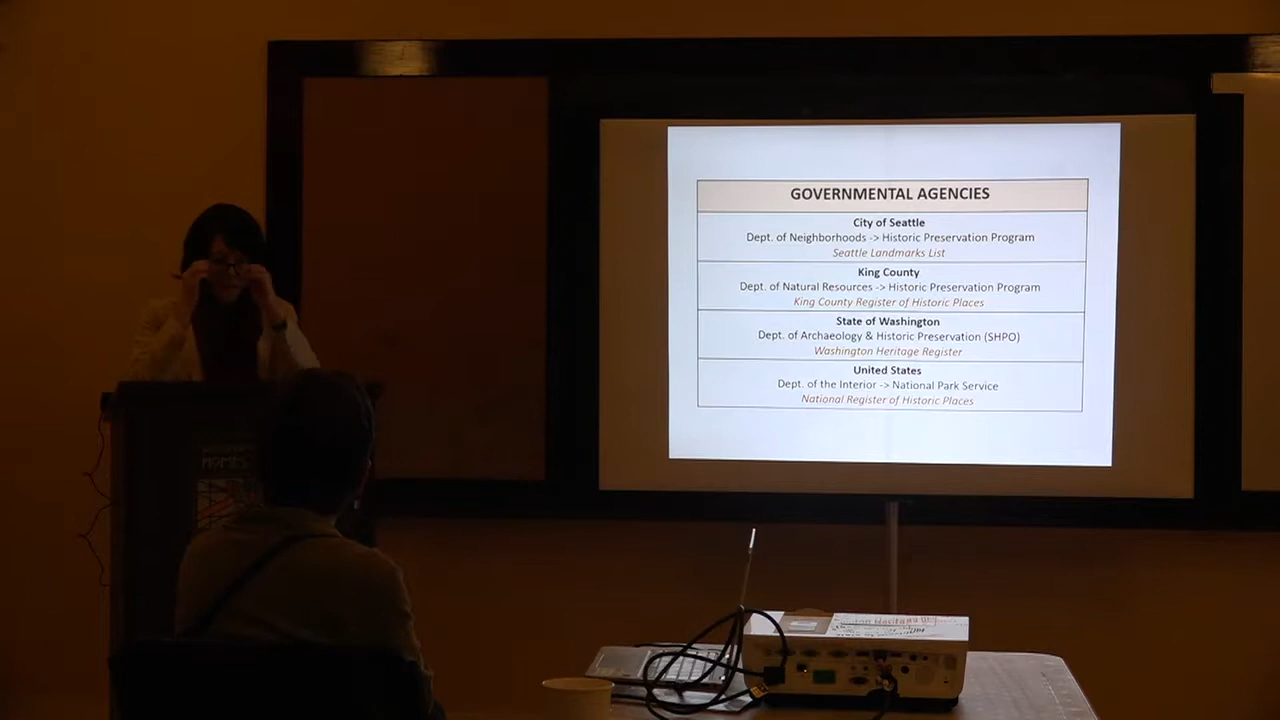 GOVERNMENTAL AGENCIES
City of Seattle
Dept. of Neighborhoods -> Historic Preservation Program
Seattle Landmarks List
King County
Dept. of Natural Resources -> Historic Preservation Program
King County Register of Historic Places
State of Washington
Dept. of Archaeology & Historic Preservation (SHPO)
Washington Heritage Register
United States
Dept. of the Interior -> National Park Service
National Register of Historic Places